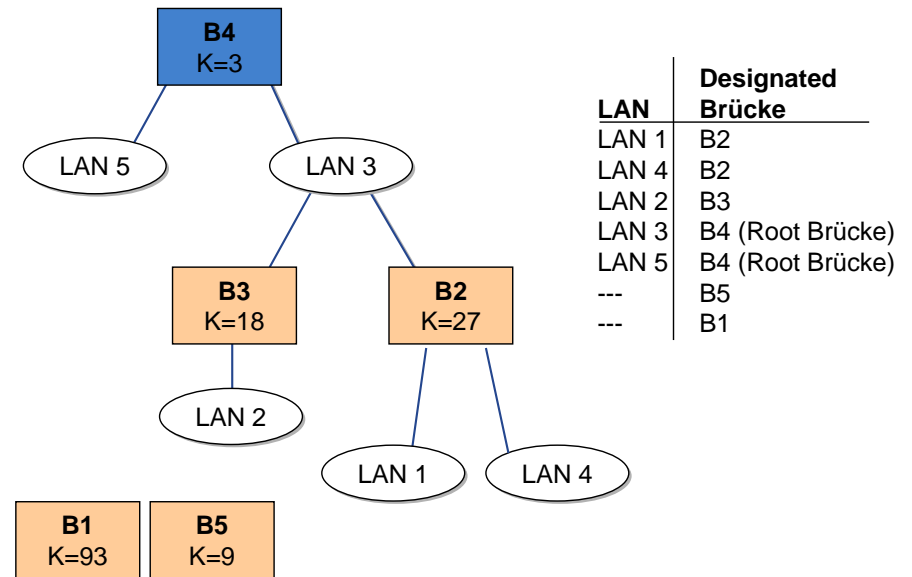 B4
K=3
LAN 5
LAN 3
B3
K=18
B2
K=27
LAN 2
LAN 1
LAN 4
B1
K=93
B5
K=9
LAN Designated Brücke
LAN 1 B2
LAN 4 B2
LAN 2 B3
LAN 3 B4 (Root Brücke)
LAN 5 B4 (Root Brücke)
--- B5
--- B1